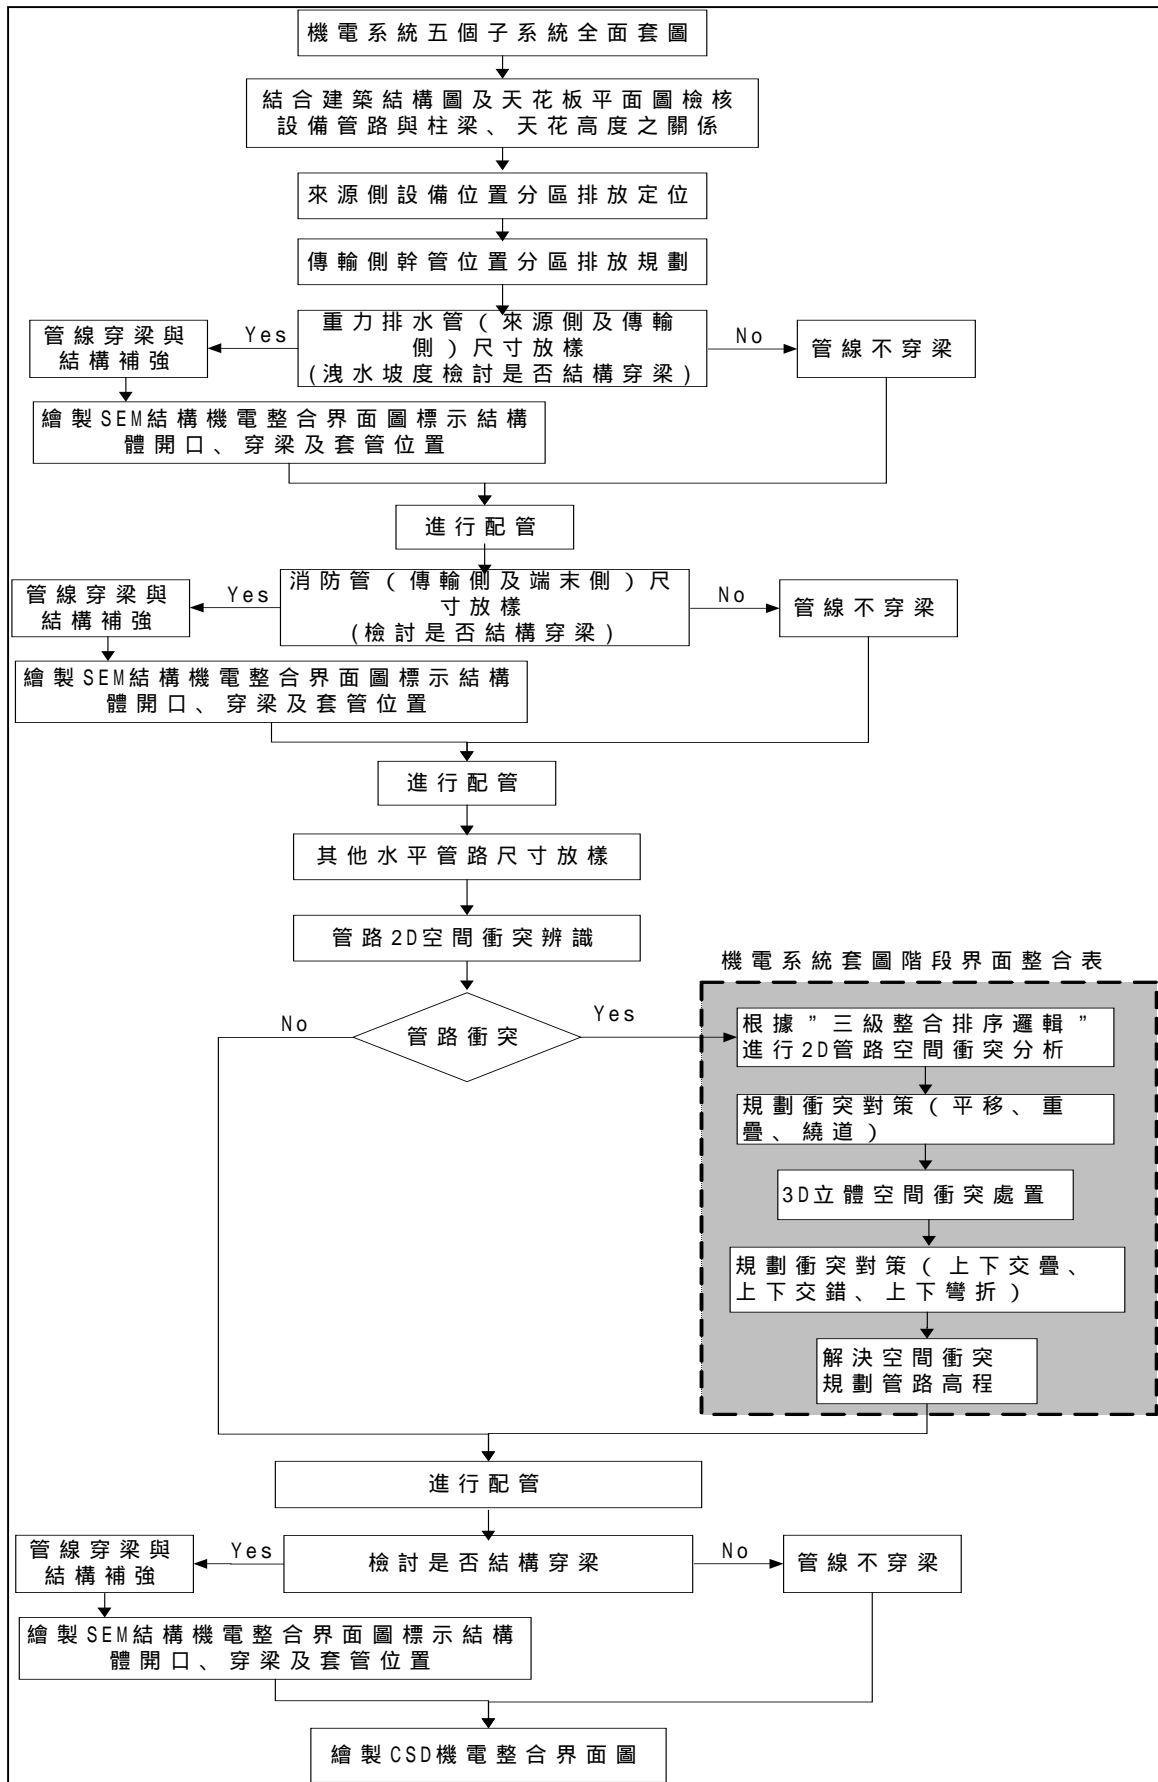 機電系統五個子系統全面套圖
結合建築結構圖及天花板平面圖檢核
設備管路與柱梁、天花高度之關係
來源側設備位置分區排放定位
傳輸側幹管位置分區排放規劃
重力排水管(來源側及傳輸
側)尺寸放樣
(洩水坡度檢討是否結構穿梁)
Yes
No
管線穿梁與
結構補強
管線不穿梁
繪製SEM結構機電整合界面圖標示結構
體開口、穿梁及套管位置
進行配管
消防管(傳輸側及端末側)尺
寸放樣
(檢討是否結構穿梁)
Yes
No
管線穿梁與
結構補強
管線不穿梁
繪製SEM結構機電整合界面圖標示結構
體開口、穿梁及套管位置
進行配管
其他水平管路尺寸放樣
管路2D空間衝突辨識
管路衝突
No
Yes
機電系統套圖階段界面整合表
根據”三級整合排序邏輯”
進行2D管路空間衝突分析
規劃衝突對策(平移、重
疊、繞道)
3D立體空間衝突處置
規劃衝突對策(上下交疊、
上下交錯、上下彎折)
解決空間衝突
規劃管路高程
進行配管
檢討是否結構穿梁
Yes
No
管線穿梁與
結構補強
管線不穿梁
繪製SEM結構機電整合界面圖標示結構
體開口、穿梁及套管位置
繪製CSD機電整合界面圖